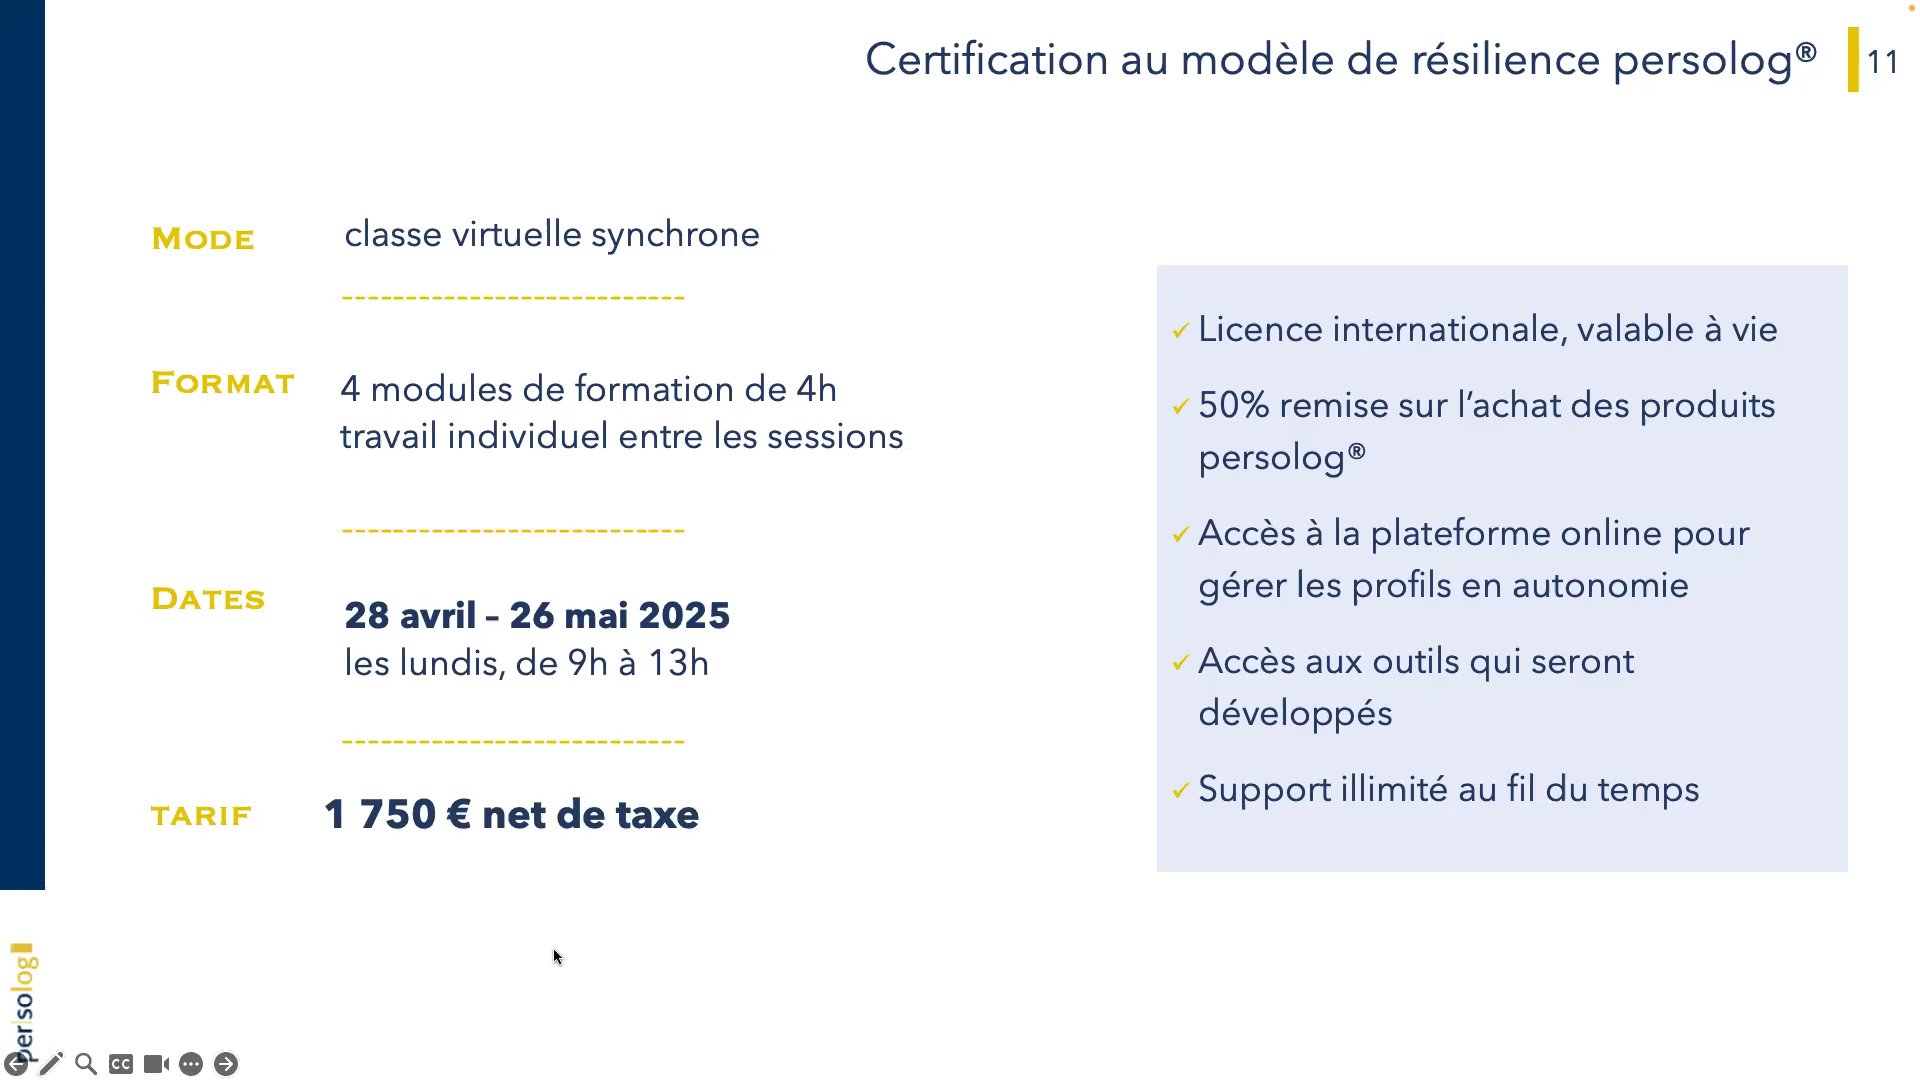 Certification au modèle de résilience persolog®
11
MODE
classe virtuelle synchrone
---------------------------
FORMAT
4 modules de formation de 4h
travail individuel entre les sessions
---------------------------
DATES
28 avril – 26 mai 2025
les lundis, de 9h à 13h
---------------------------
TARIF
1 750 € net de taxe
✓ Licence internationale, valable à vie
✓ 50% remise sur l’achat des produits
persolog®
✓ Accès à la plateforme online pour
gérer les profils en autonomie
✓ Accès aux outils qui seront
développés
✓ Support illimité au fil du temps
persolog
CC